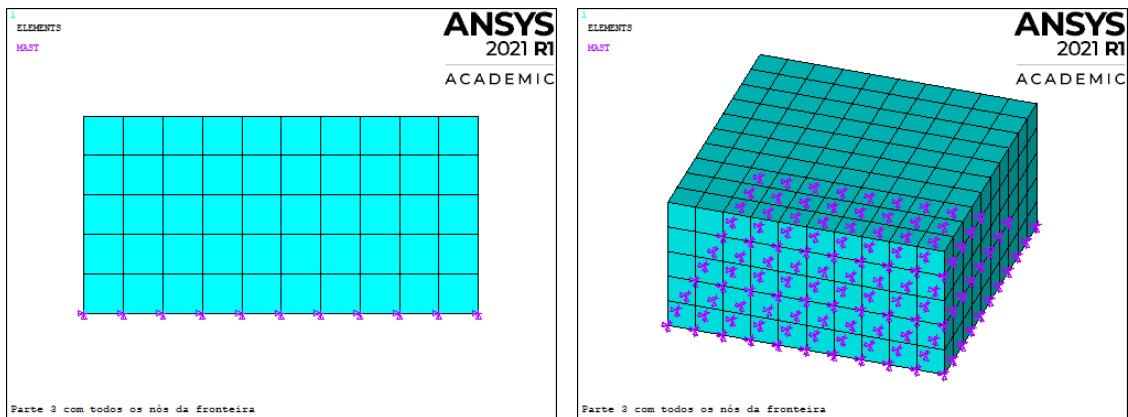 1
ELEMENTS
MAST
ANSYS
2021 R1
ACADEMIC
Parte 3 com todos os nós da fronteira
1
ELEMENTS
MAST
ANSYS
2021 R1
ACADEMIC
Parte 3 com todos os nós da fronteira